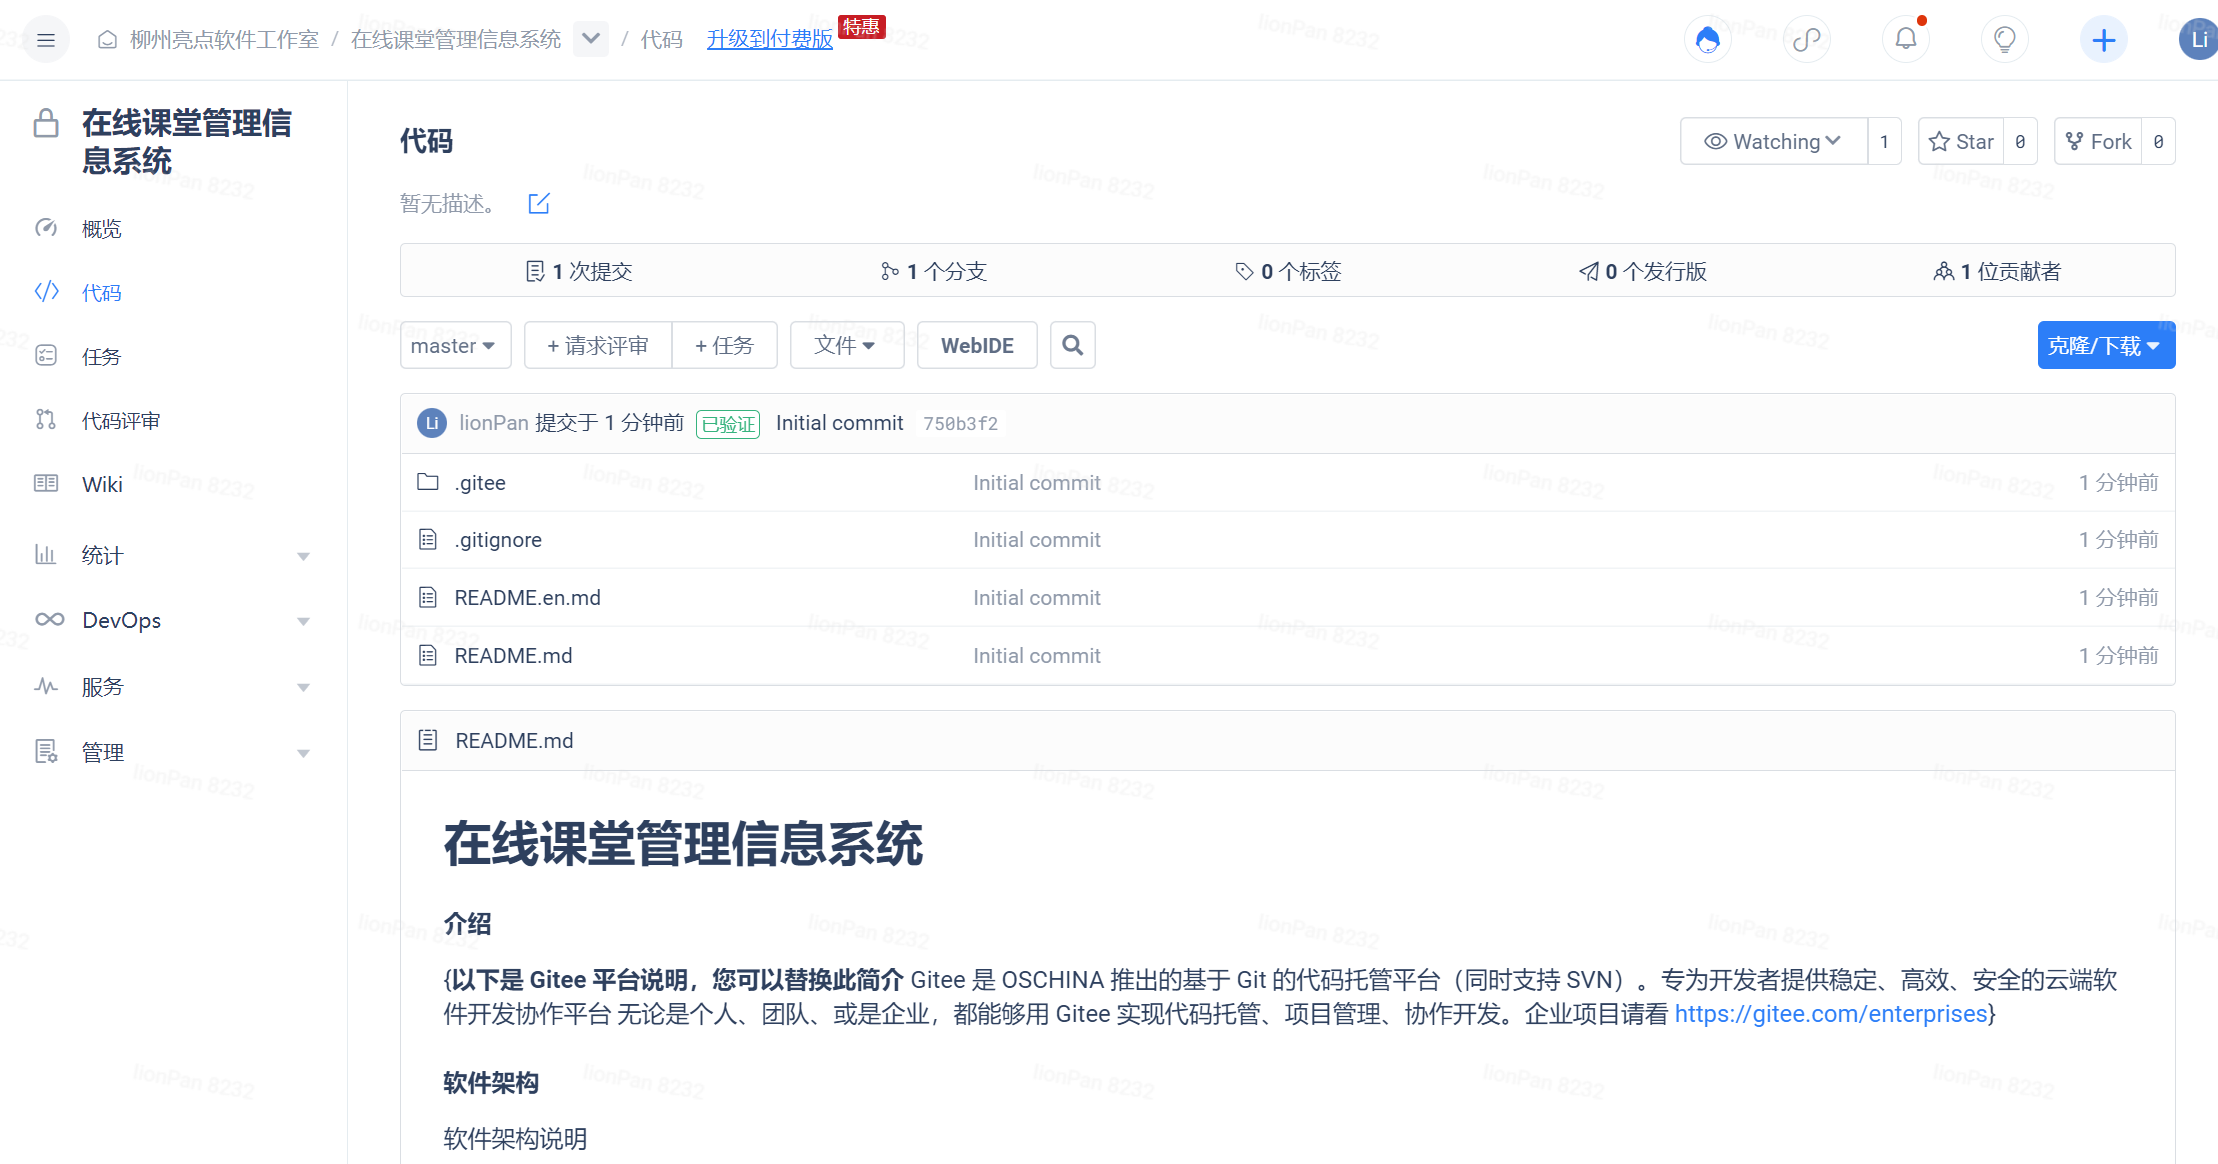 柳州亮点软件工作室 / 在线课堂管理信息系统 / 代码 升级到付费版 特惠
Li
在线课堂管理信
息系统
概览
代码
任务
代码评审
Wiki
统计
DevOps
服务
管理
代码
Watching 1 Star 0 Fork 0
暂无描述。
1 次提交 1 个分支 0 个标签 0 个发行版 1 位贡献者
master + 请求评审 + 任务 文件 WebIDE 克隆/下载
Li lionPan 提交于 1 分钟前 已验证 Initial commit 750b3f2
.gitee Initial commit 1 分钟前
.gitignore Initial commit 1 分钟前
README.en.md Initial commit 1 分钟前
README.md Initial commit 1 分钟前
README.md
在线课堂管理信息系统
介绍
{以下是 Gitee 平台说明，您可以替换此简介 Gitee 是 OSCHINA 推出的基于 Git 的代码托管平台（同时支持 SVN）。专为开发者提供稳定、高效、安全的云端软
件开发协作平台 无论是个人、团队、或是企业，都能够用 Gitee 实现代码托管、项目管理、协作开发。企业项目请看 https://gitee.com/enterprises}
软件架构
软件架构说明
lionPan 8232